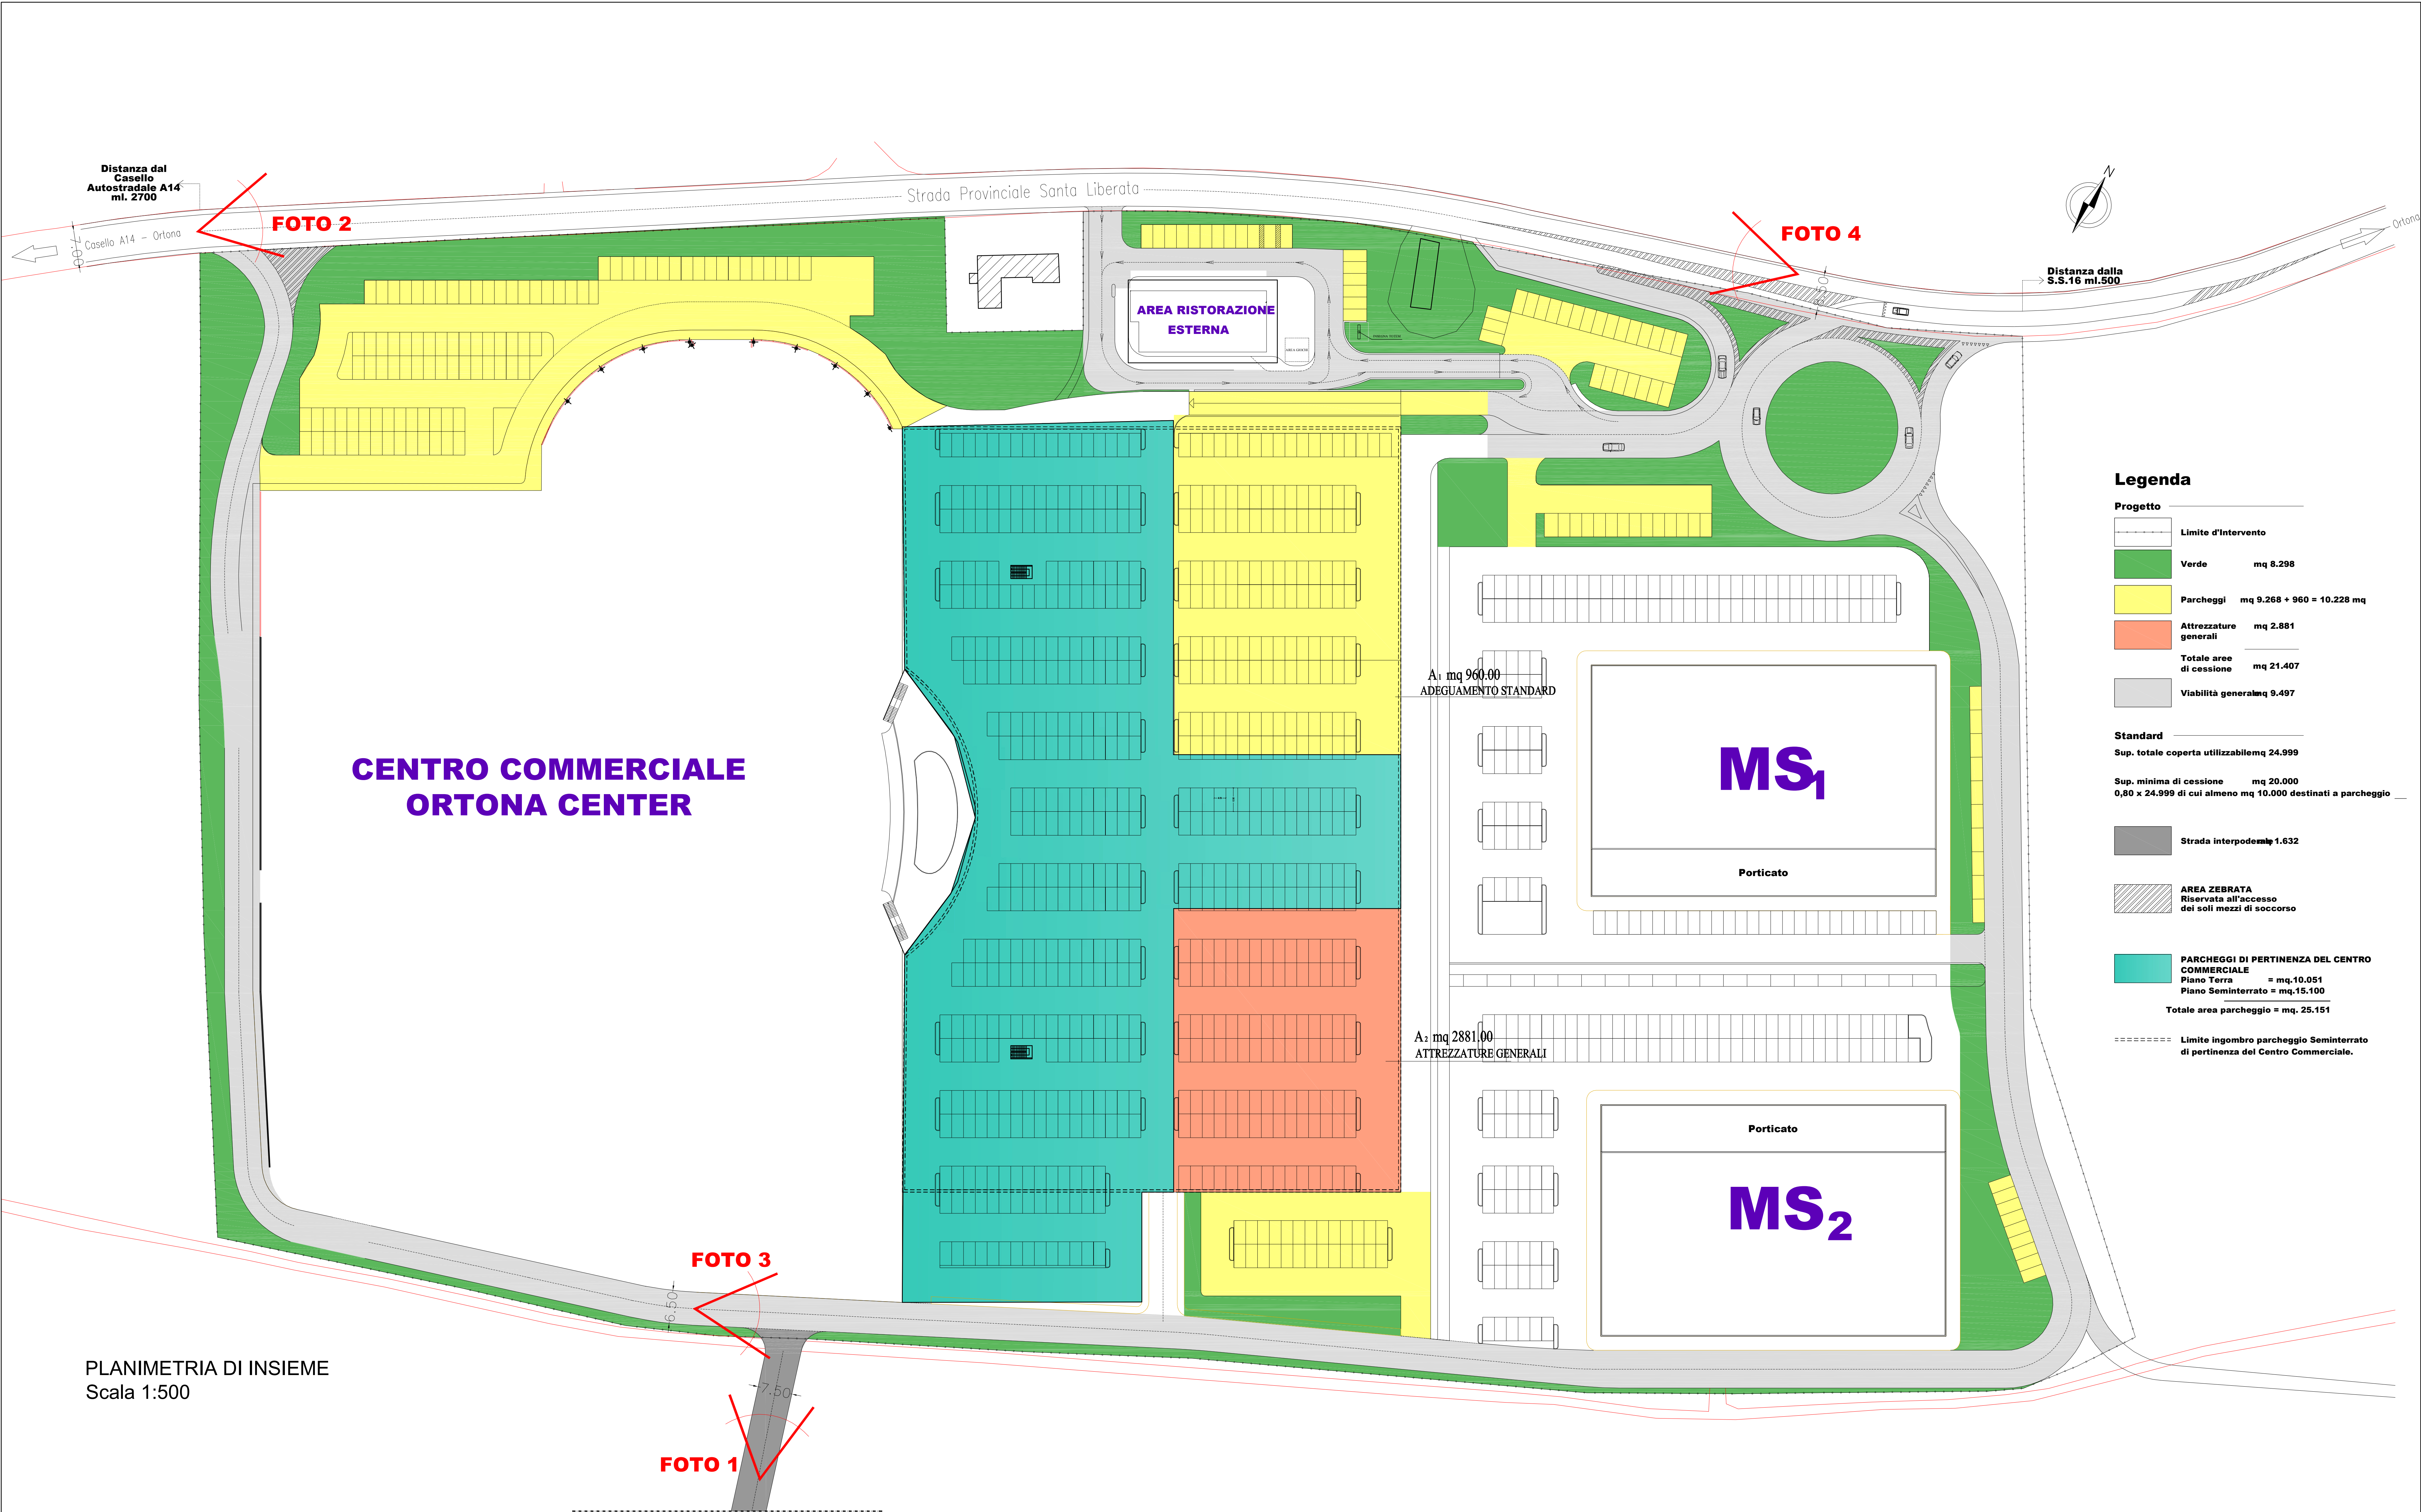 Distanza dal
Casello
Autostradale A14
ml. 2700
7.00
Casello A14 - Ortona
FOTO 2
Strada Provinciale Santa Liberata
FOTO 4
N
Ortona
Distanza dalla
S.S.16 ml.500
AREA RISTORAZIONE
ESTERNA
AREA GIOCHI
Legenda
Progetto
Limite d'Intervento
Verde mq 8.298
Parcheggi mq 9.268 + 960 = 10.228 mq
Attrezzature mq 2.881
generali
Totale aree
di cessione mq 21.407
Viabilità generale mq 9.497
Standard
Sup. totale coperta utilizzabile mq 24.999
Sup. minima di cessione mq 20.000
0,80 x 24.999 di cui almeno mq 10.000 destinati a parcheggio
Strada interpoderale mq 1.632
AREA ZEBRATA
Riservata all'accesso
dei soli mezzi di soccorso
PARCHEGGI DI PERTINENZA DEL CENTRO
COMMERCIALE
Piano Terra = mq.10.051
Piano Seminterrato = mq.15.100
Totale area parcheggio = mq. 25.151
Limite ingombro parcheggio Seminterrato
di pertinenza del Centro Commerciale.
A1 mq 960.00
ADEGUAMENTO STANDARD
CENTRO COMMERCIALE
ORTONA CENTER
MS1
Porticato
A2 mq 2881.00
ATTREZZATURE GENERALI
Porticato
MS2
FOTO 3
6.50
7.50
FOTO 1
PLANIMETRIA DI INSIEME
Scala 1:500